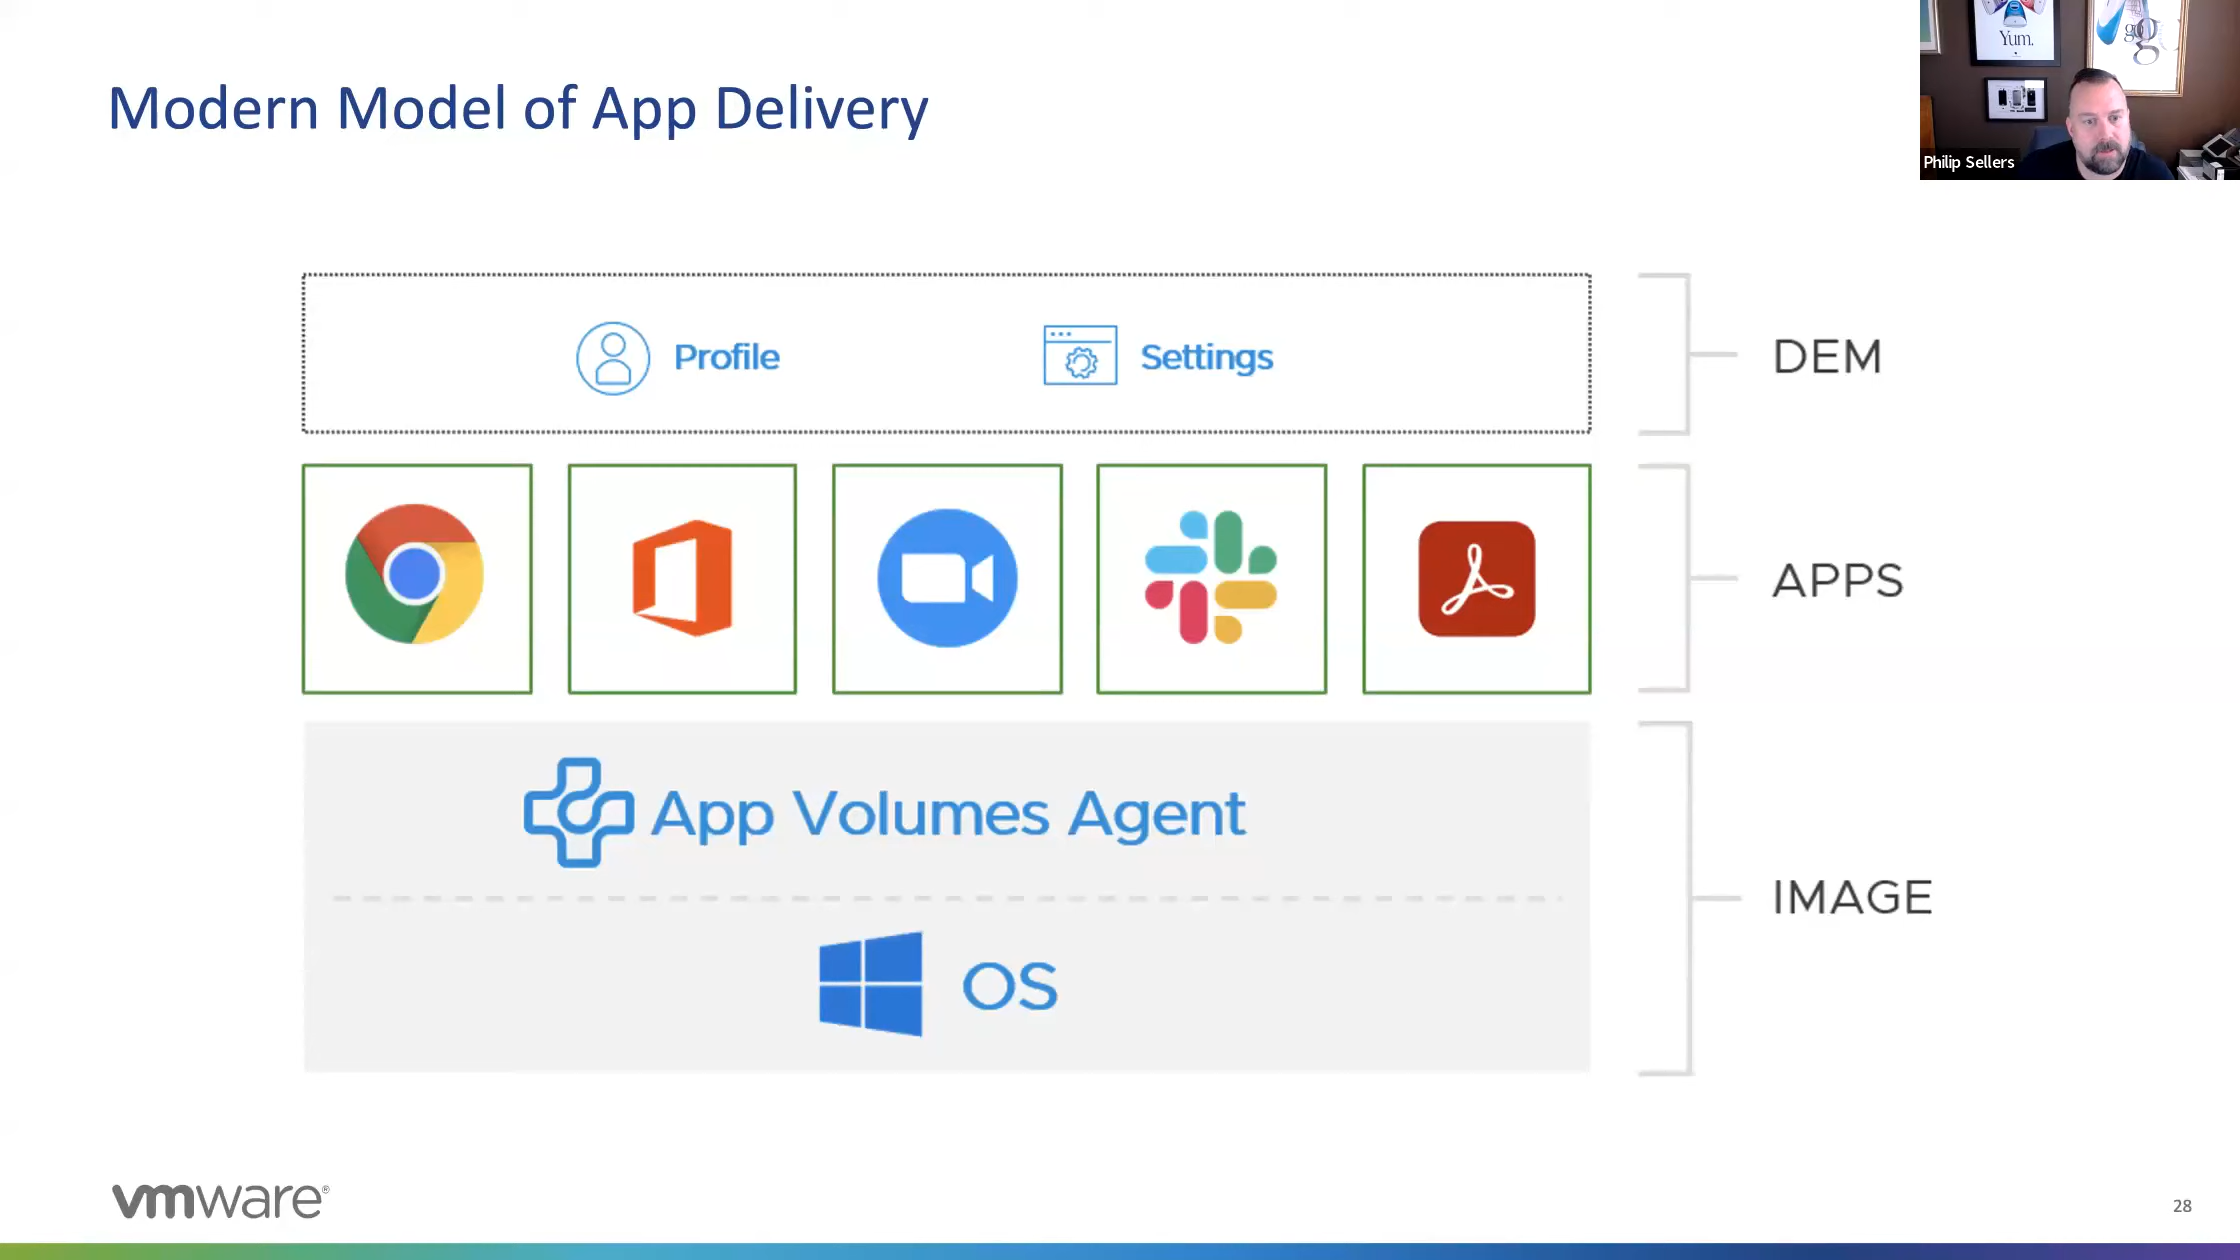 Modern Model of App Delivery
Yum.
go
g
Philip Sellers
Profile
Settings
DEM
APPS
App Volumes Agent
OS
IMAGE
vmware®
28